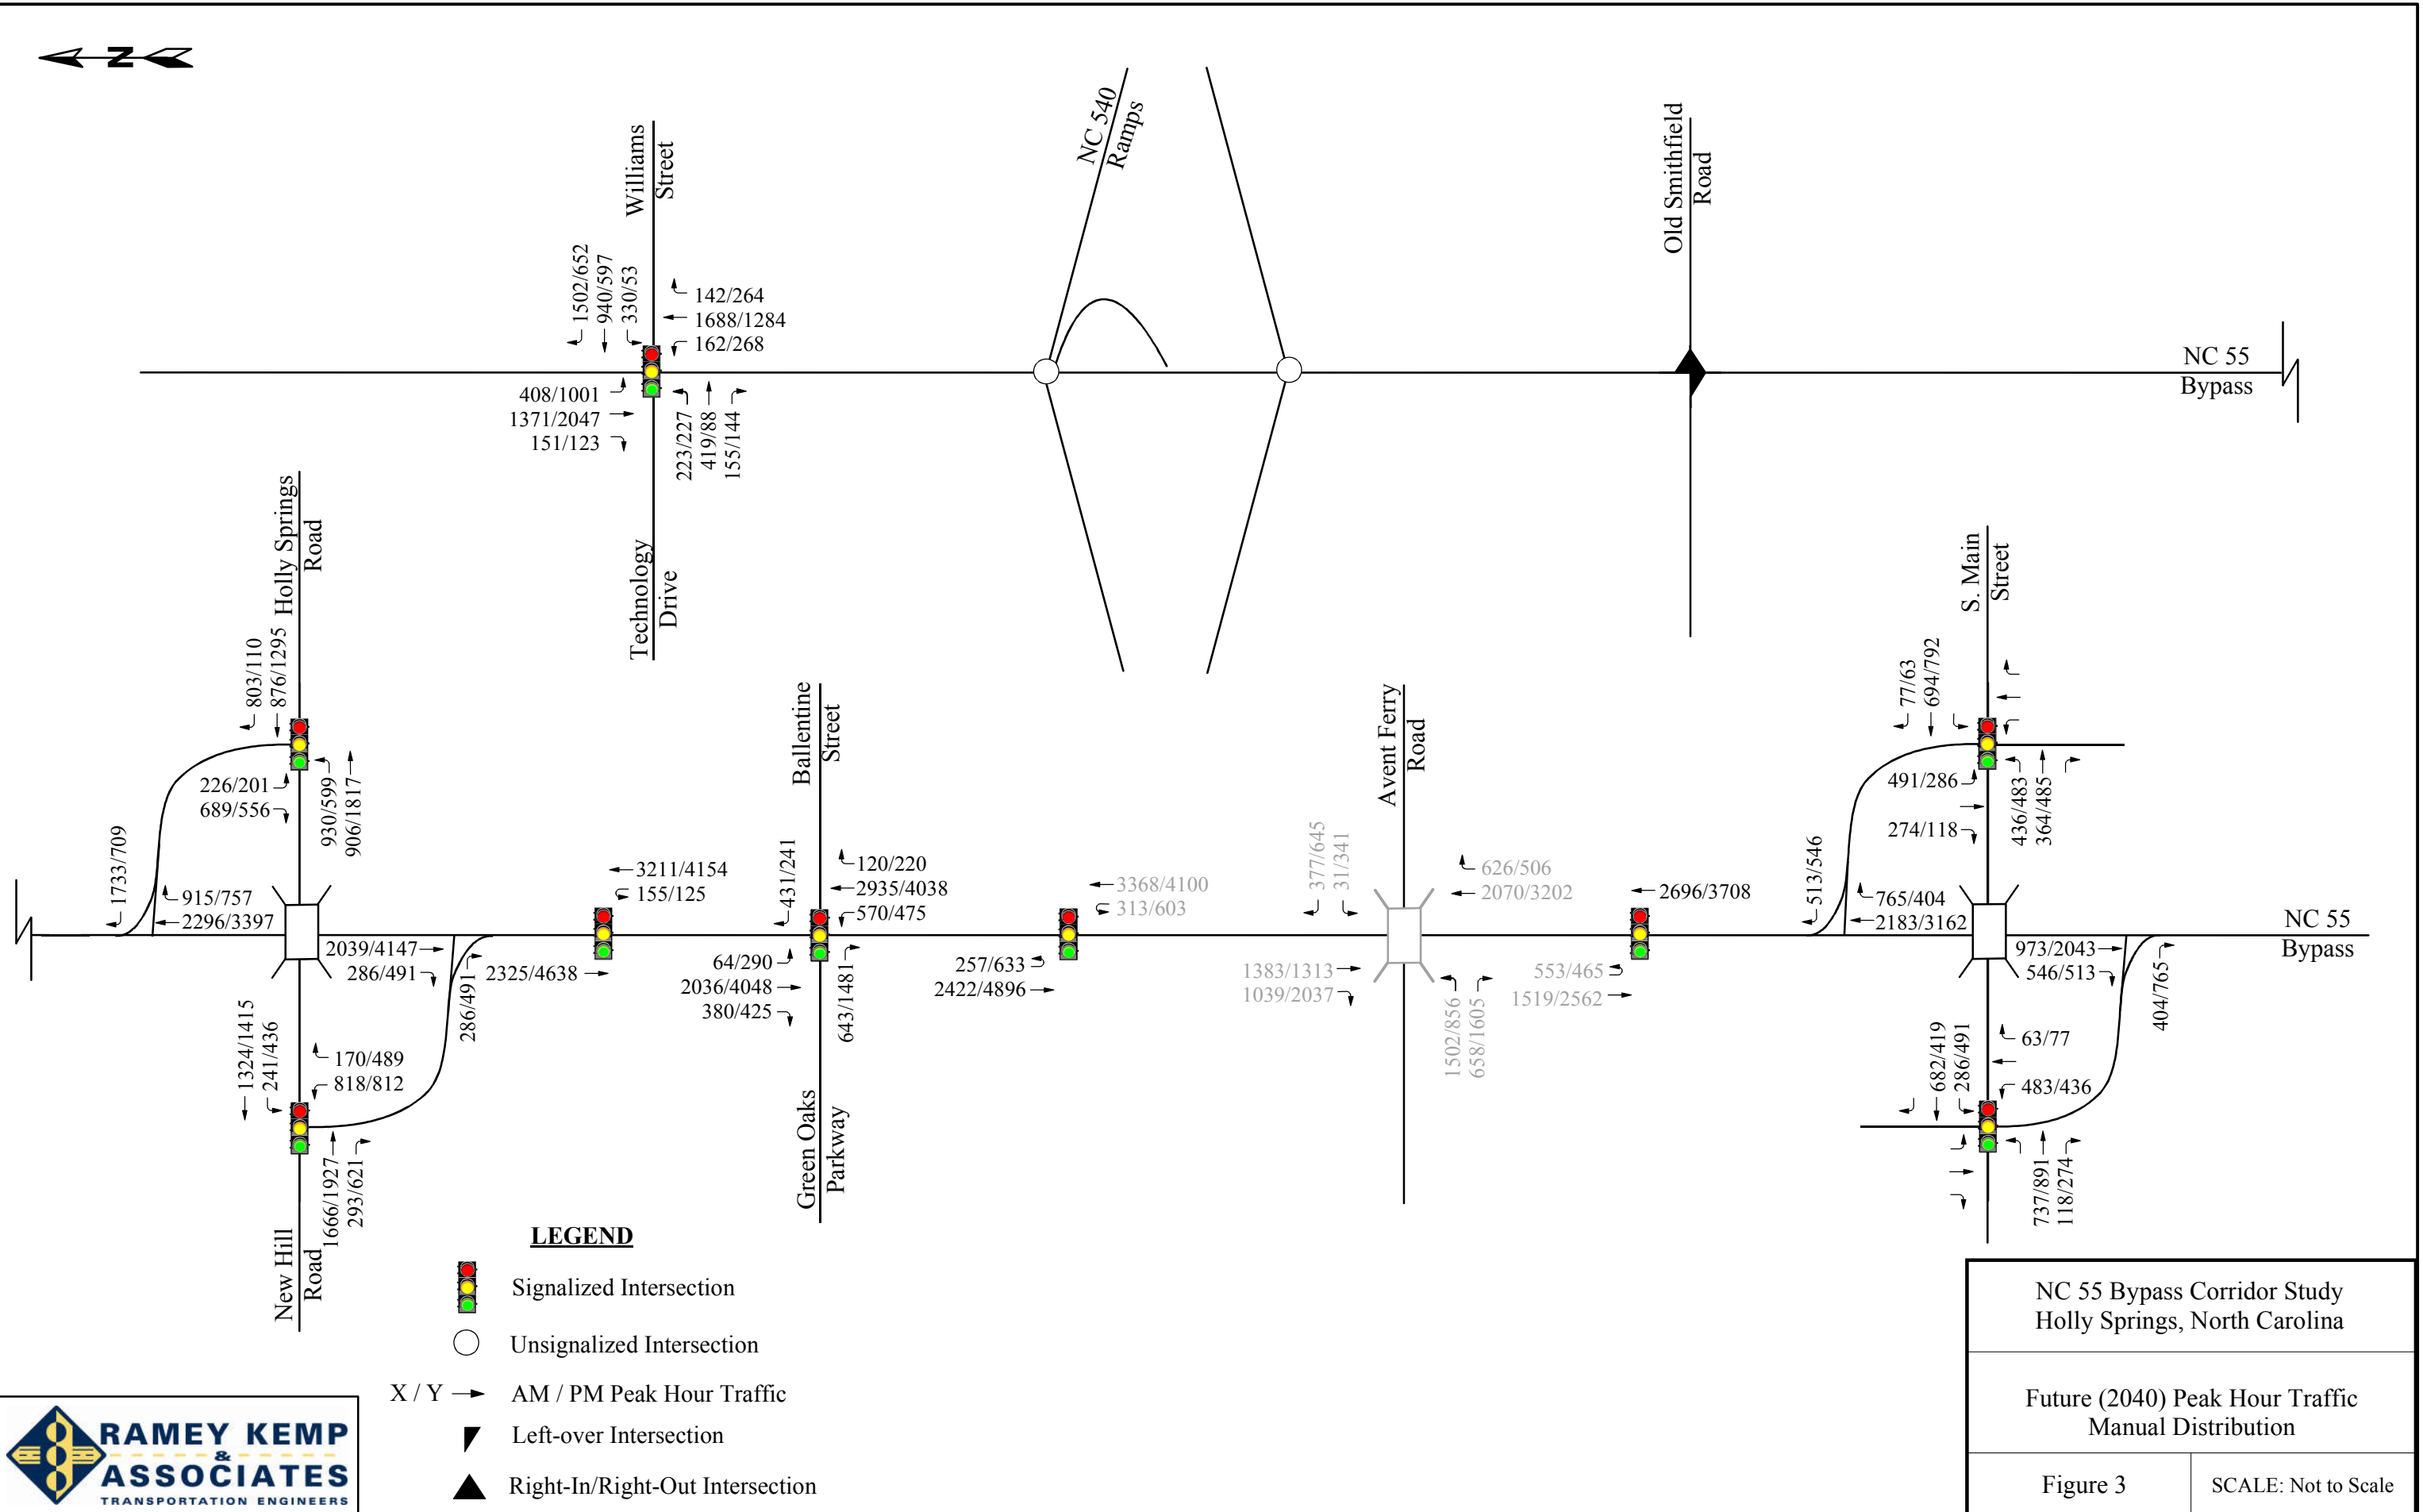 N
NC 540
Ramps
Williams
Street
Old Smithfield
Road
1502/652
940/597
330/53
142/264
1688/1284
162/268
NC 55
Bypass
408/1001
1371/2047
151/123
223/227
419/88
155/144
Technology
Drive
Holly Springs
Road
803/110
876/1295
226/201
689/556
930/599
906/1817
1733/709
915/757
2296/3397
2039/4147
286/491
286/491
1324/1415
241/436
170/489
818/812
1666/1927
293/621
New Hill
Road
3211/4154
155/125
2325/4638
Ballentine
Street
431/241
120/220
2935/4038
570/475
64/290
2036/4048
380/425
643/1481
Green Oaks
Parkway
3368/4100
313/603
257/633
2422/4896
Avent Ferry
Road
377/645
31/341
626/506
2070/3202
1383/1313
1039/2037
1502/856
658/1605
2696/3708
553/465
1519/2562
S. Main
Street
77/63
694/792
491/286
274/118
436/483
364/485
513/546
765/404
2183/3162
NC 55
Bypass
973/2043
546/513
404/765
682/419
286/491
63/77
483/436
737/891
118/274
LEGEND
Signalized Intersection
Unsignalized Intersection
X / Y AM / PM Peak Hour Traffic
Left-over Intersection
Right-In/Right-Out Intersection
RAMEY KEMP
&
ASSOCIATES
TRANSPORTATION ENGINEERS
NC 55 Bypass Corridor Study
Holly Springs, North Carolina
Future (2040) Peak Hour Traffic
Manual Distribution
Figure 3
SCALE: Not to Scale